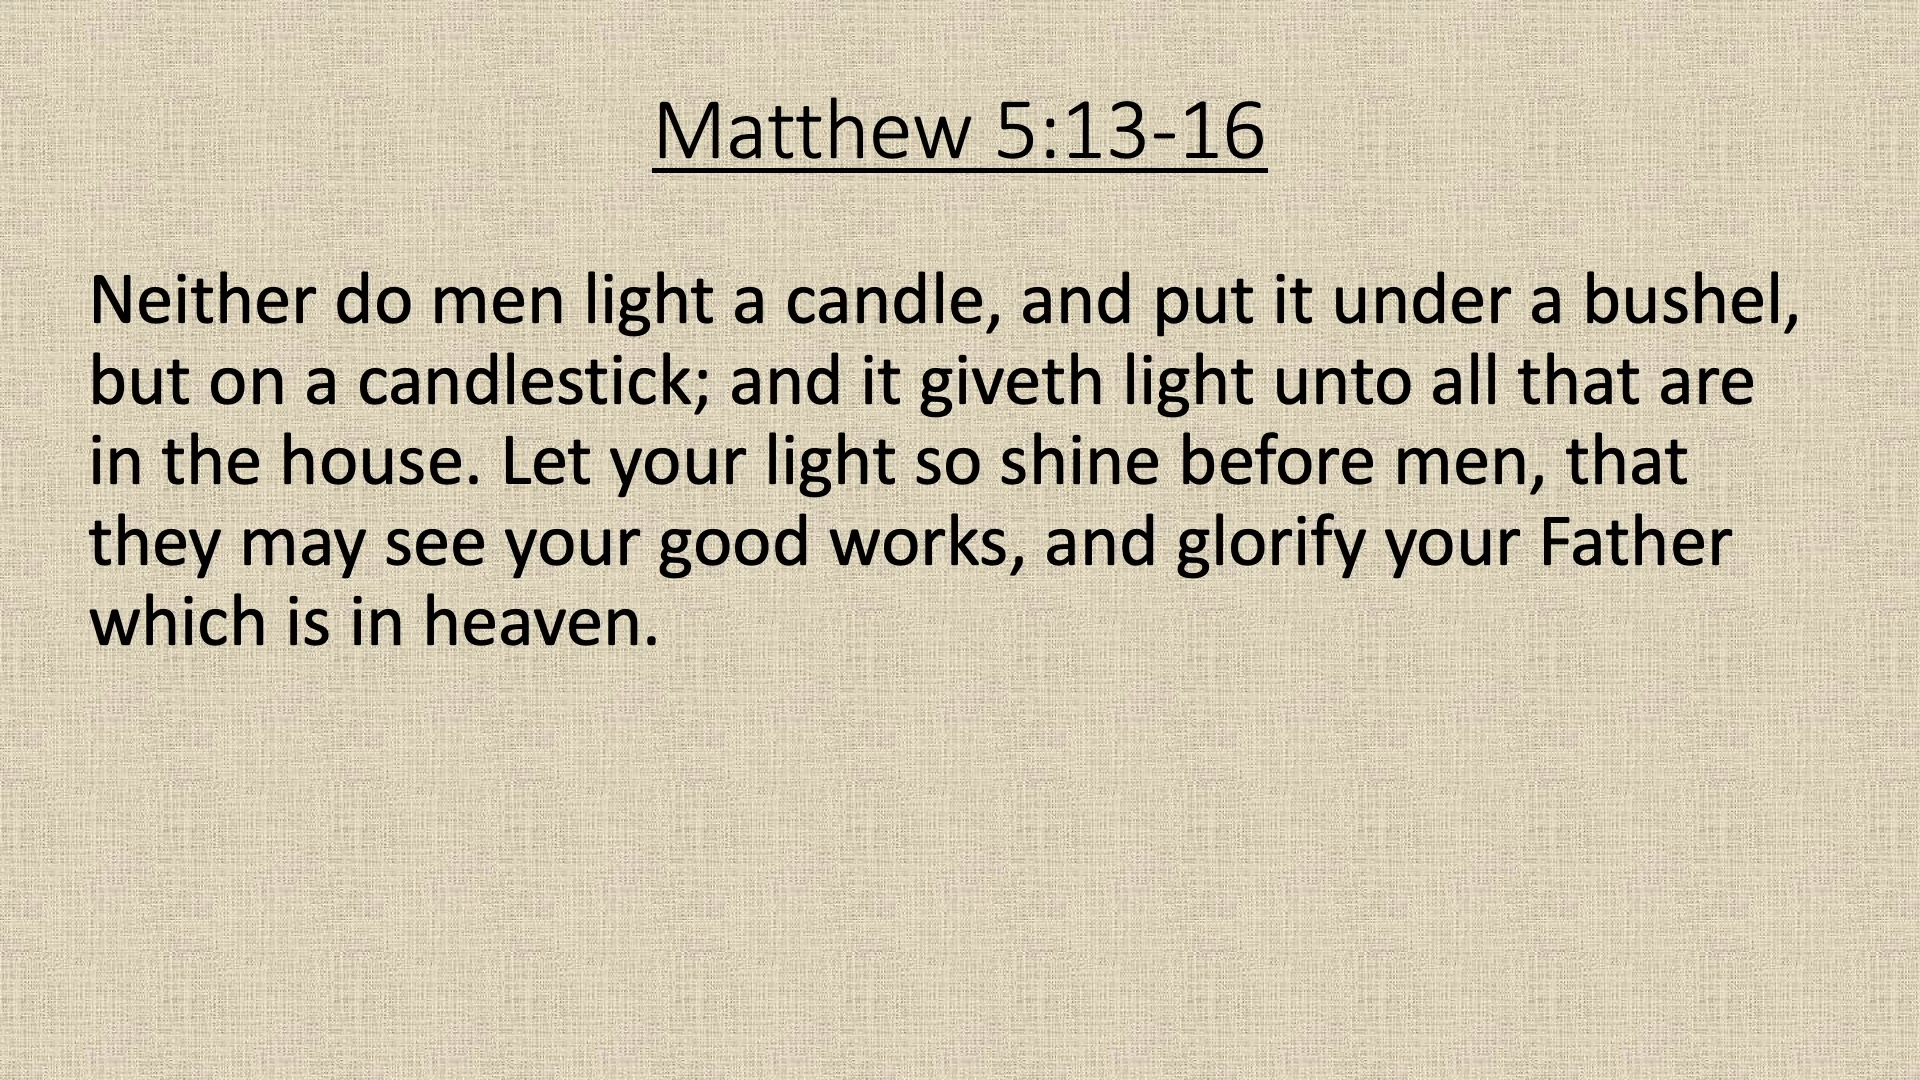 Matthew 5:13-16
Neither do men light a candle, and put it under a bushel,
but on a candlestick; and it giveth light unto all that are
in the house. Let your light so shine before men, that
they may see your good works, and glorify your Father
which is in heaven.